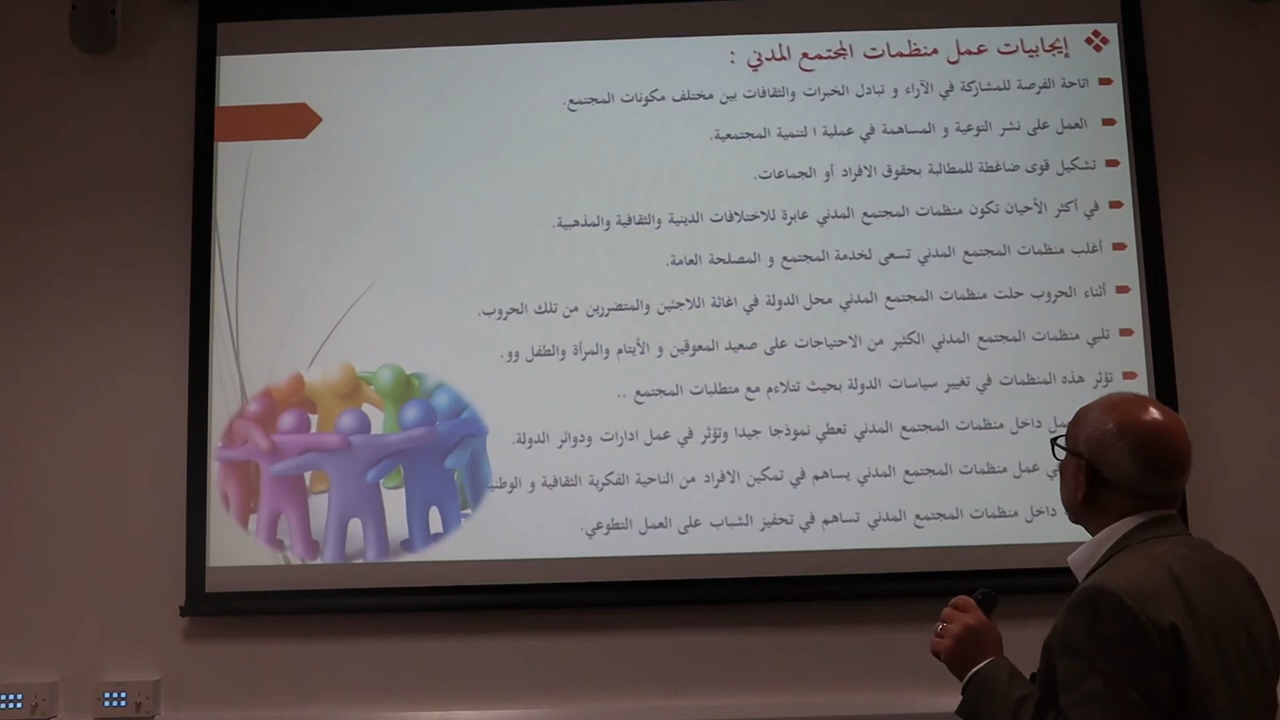 إيجابيات عمل منظمات المجتمع المدني :
اتاحة الفرصة للمشاركة في الآراء و تبادل الخبرات والثقافات بين مختلف مكونات المجتمع.
العمل على نشر التوعية و المساهمة في عملية ا لتنمية المجتمعية.
تشكيل قوى ضاغطة للمطالبة بحقوق الافراد أو الجماعات.
في أكثر الأحيان تكون منظمات المجتمع المدني عابرة للاختلافات الدينية والثقافية والمذهبية.
أغلب منظمات المجتمع المدني تسعى لخدمة المجتمع و المصلحة العامة.
أثناء الحروب حلت منظمات المجتمع المدني محل الدولة في اغاثة اللاجئين والمتضررين من تلك الحروب.
تلبي منظمات المجتمع المدني الكثير من الاحتياجات على صعيد المعوقين و الأيتام والمرأة والطفل وو.
تؤثر هذه المنظمات في تغيير سياسات الدولة بحيث تتلاءم مع متطلبات المجتمع ..
داخل منظمات المجتمع المدني تعطي نموذجا جيدا وتؤثر في عمل ادارات ودوائر الدولة.
عمل منظمات المجتمع المدني يساهم في تمكين الافراد من الناحية الفكرية الثقافية و
داخل منظمات المجتمع المدني تساهم في تحفيز الشباب على العمل التطوعي.